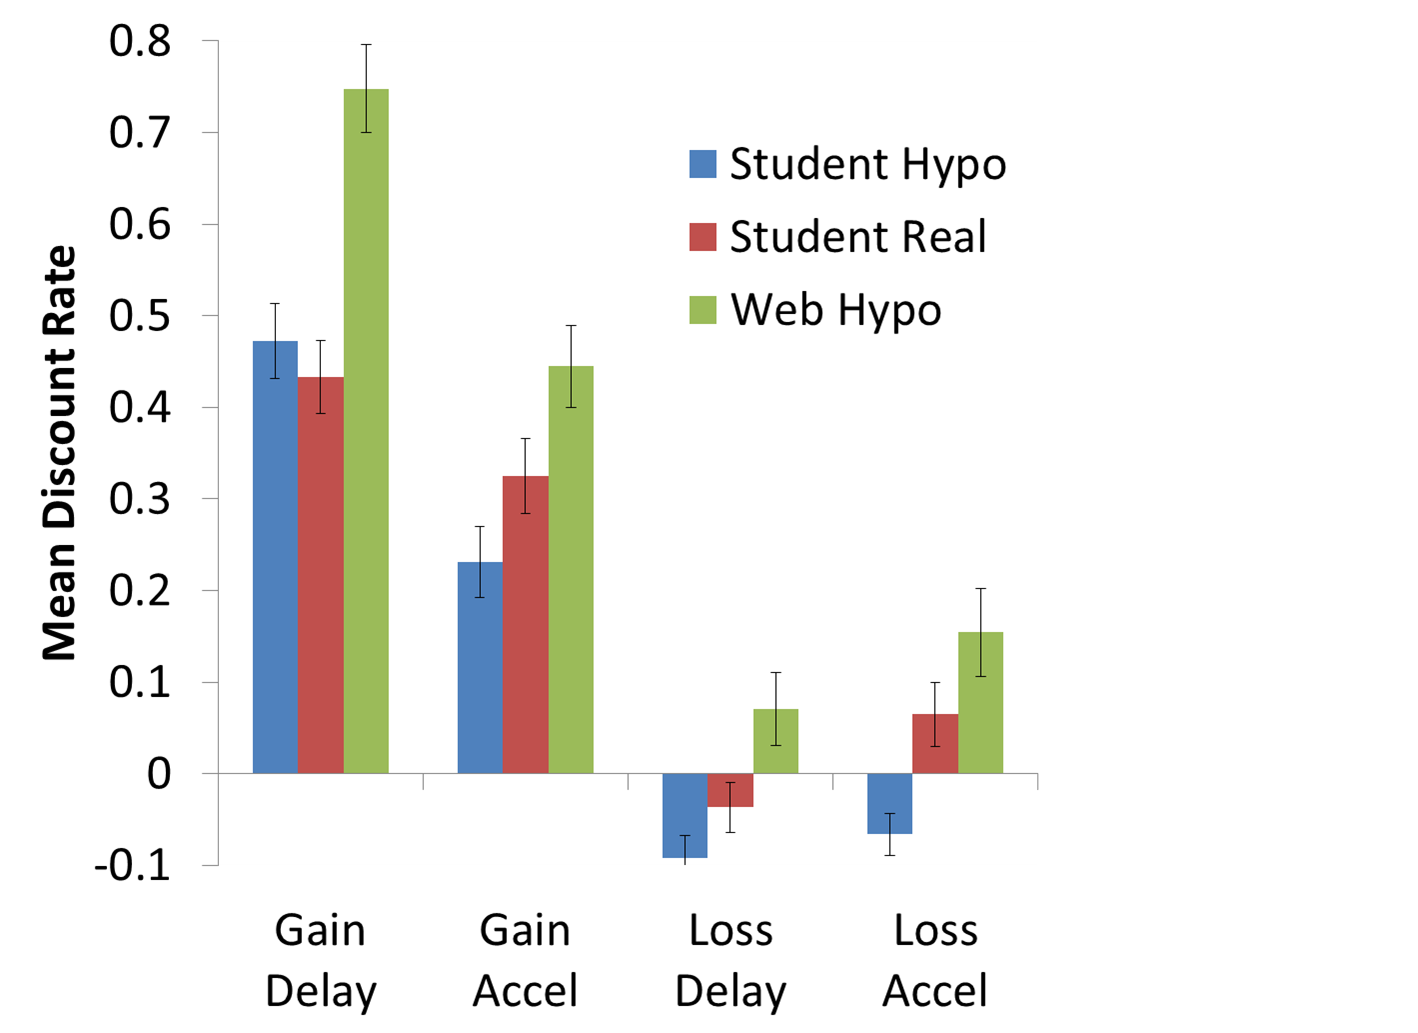 Mean Discount Rate
0.8
0.7
0.6
0.5
0.4
0.3
0.2
0.1
0
-0.1
Student Hypo
Student Real
Web Hypo
Gain Delay
Gain Accel
Loss Delay
Loss Accel